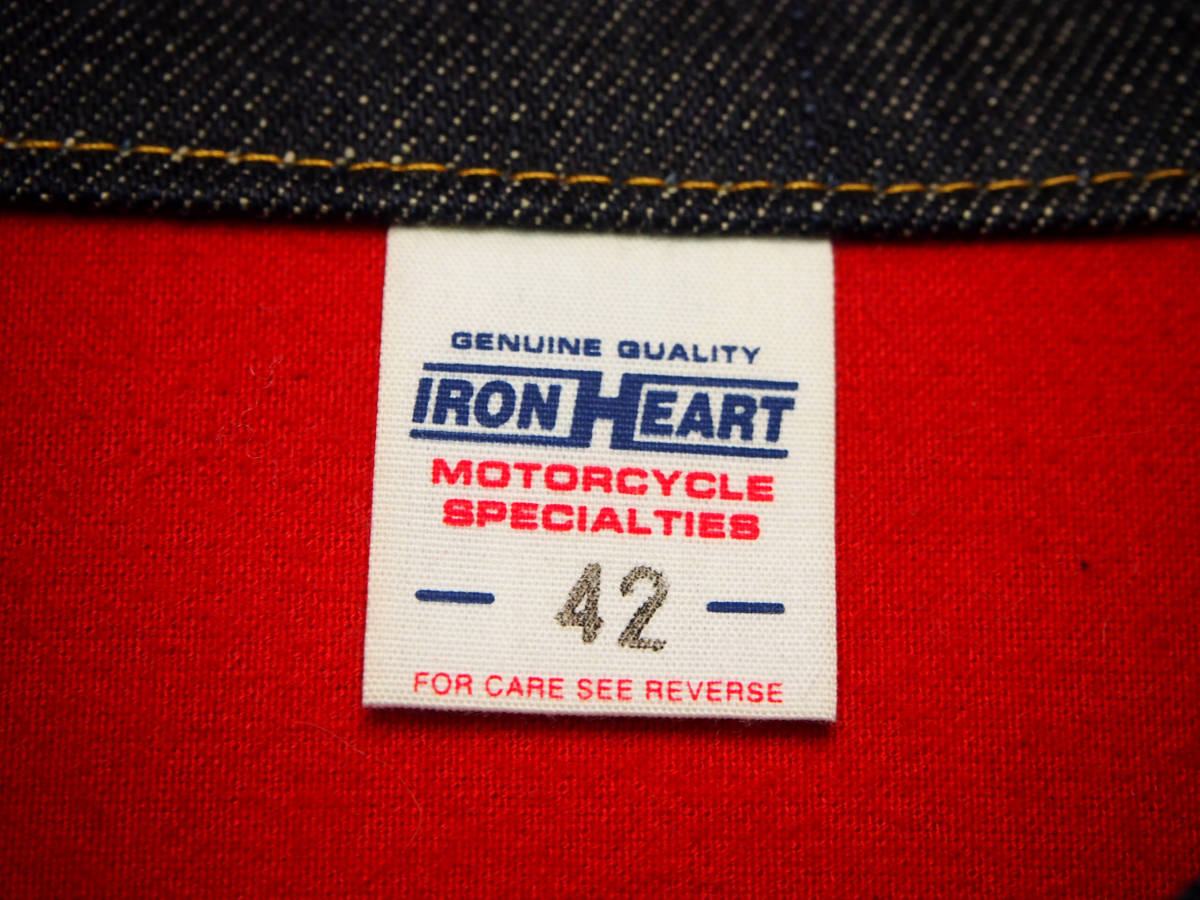 GENUINE QUALITY
IRON HEART
MOTORCYCLE
SPECIALTIES
42
FOR CARE SEE REVERSE